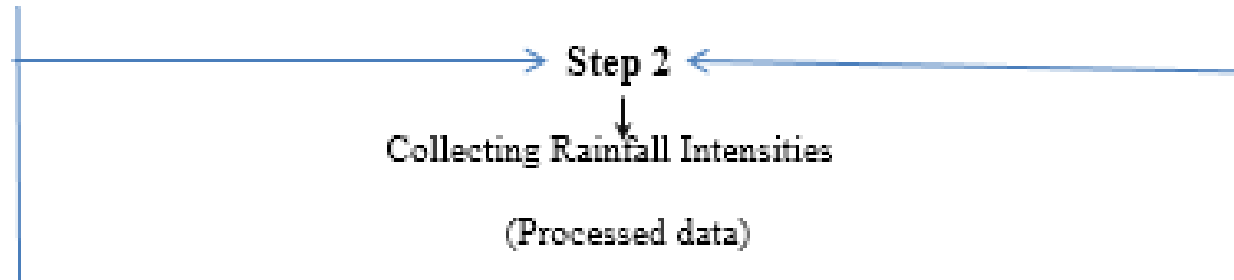 Step 2
Collecting Rainfall Intensities
(Processed data)